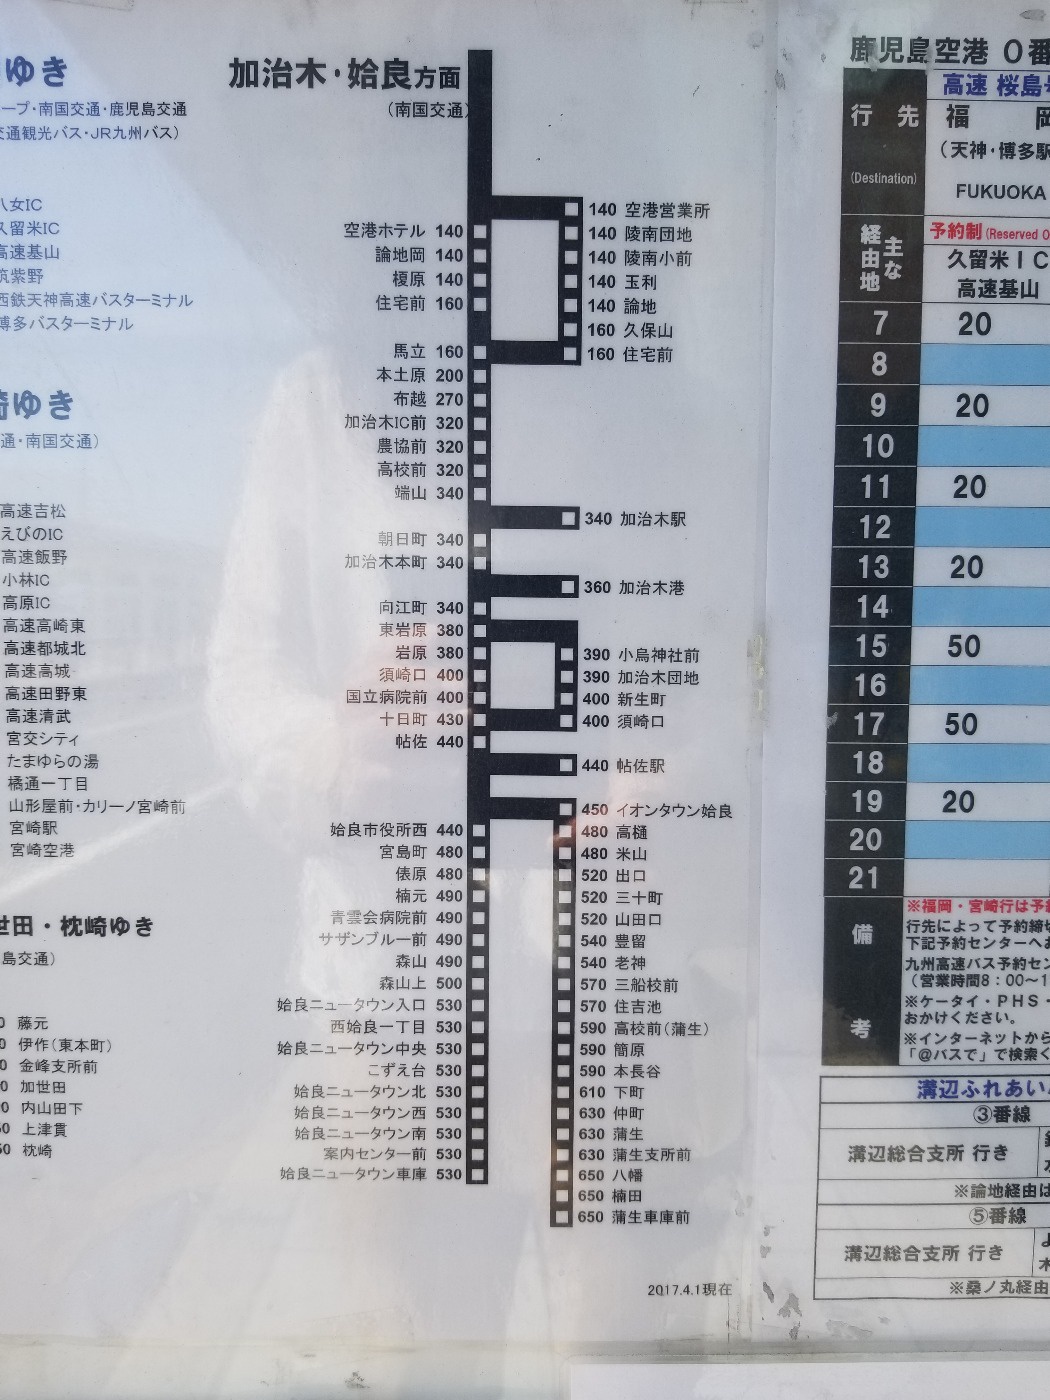 ゆき
ープ・南国交通・鹿児島交通
交通観光バス・JR九州バス）
八女IC
久留米IC
高速基山
筑紫野
西鉄天神高速バスターミナル
博多バスターミナル
崎ゆき
通・南国交通）
高速吉松
えびのIC
高速飯野
小林IC
高原IC
高速高崎東
高速都城北
高速高城
高速田野東
高速清武
宮交シティ
たまゆらの湯
橘通一丁目
山形屋前・カリーノ宮崎前
宮崎駅
宮崎空港
世田・枕崎ゆき
島交通）
0 藤元
0 伊作（東本町）
0 金峰支所前
0 加世田
0 内山田下
50 上津貫
50 枕崎
加治木・姶良方面
（南国交通）
空港ホテル 140
論地岡 140
榎原 140
住宅前 160
馬立 160
本土原 200
布越 270
加治木IC前 320
農協前 320
高校前 320
端山 340
朝日町 340
加治木本町 340
向江町 340
東岩原 380
岩原 380
須崎口 400
国立病院前 400
十日町 430
帖佐 440
姶良市役所西 440
宮島町 480
俵原 480
楠元 490
青雲会病院前 490
サザンブルー前 490
森山 490
森山上 500
姶良ニュータウン入口 530
西姶良一丁目 530
姶良ニュータウン中央 530
こずえ台 530
姶良ニュータウン北 530
姶良ニュータウン西 530
姶良ニュータウン南 530
案内センター前 530
姶良ニュータウン車庫 530
140 空港営業所
140 陵南団地
140 陵南小前
140 玉利
140 論地
160 久保山
160 住宅前
340 加治木駅
360 加治木港
390 小烏神社前
390 加治木団地
400 新生町
400 須崎口
440 帖佐駅
450 イオンタウン姶良
480 高樋
480 米山
520 出口
520 三十町
520 山田口
540 豊留
540 老神
570 三船校前
570 住吉池
590 高校前（蒲生）
590 簡原
590 本長谷
610 下町
630 仲町
630 蒲生
630 蒲生支所前
650 八幡
650 楠田
650 蒲生車庫前
2017.4.1現在
鹿児島空港 0番
高速 桜島号
行先 福岡
（天神・博多駅
(Destination)
FUKUOKA
主な経由地
予約制(Reserved O
久留米IC
高速基山
7 20
8
9 20
10
11 20
12
13 20
14
15 50
16
17 50
18
19 20
20
21
備考
※福岡・宮崎行は予約
行先によって予約締切
下記予約センターへお
九州高速バス予約セン
（営業時間8：00～1
※ケータイ・PHS・
おかけください。
※インターネットから
「@バスで」で検索く
溝辺ふれあいバ
③番線
溝辺総合支所 行き
※論地経由は
⑤番線
溝辺総合支所 行き
※桑ノ丸経由